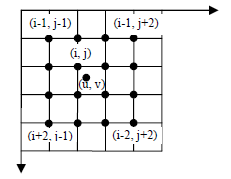 (i-1, j-1) (i-1, j+2)
(i, j)
(u, v)
(i+2, j-1) (i-2, j+2)